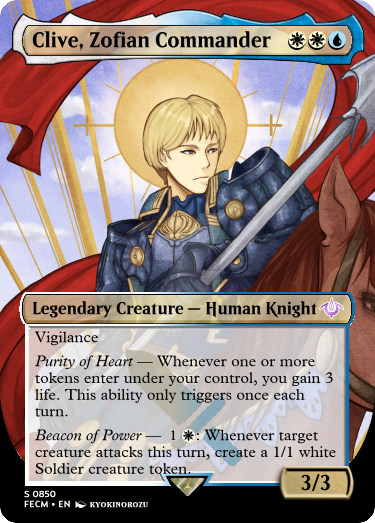 Clive, Zofian Commander
Legendary Creature — Human Knight
Vigilance
Purity of Heart — Whenever one or more
tokens enter under your control, you gain 3
life. This ability only triggers once each
turn.
Beacon of Power — 1 : Whenever target
creature attacks this turn, create a 1/1 white
Soldier creature token.
3/3
S 0850
FECM • EN KYOKINOROZU